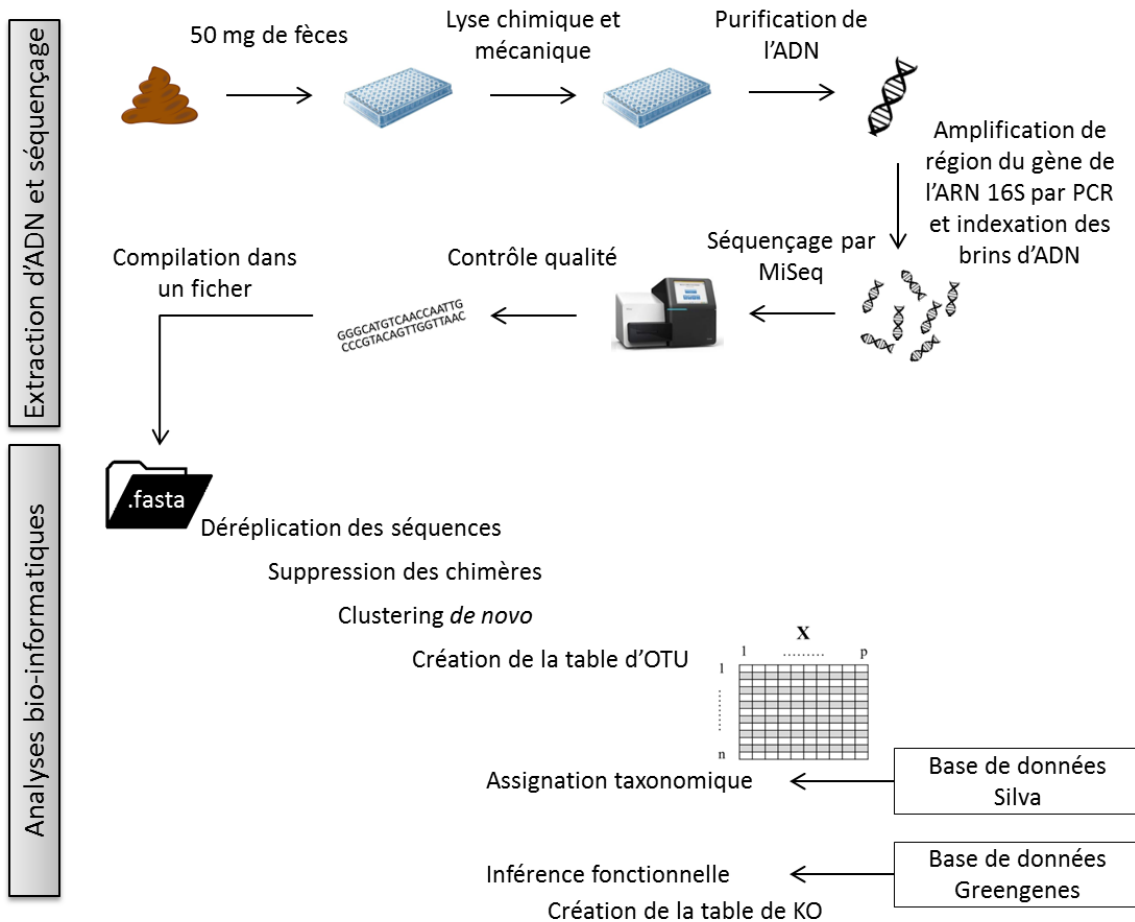 Extraction d'ADN et séquençage
50 mg de fèces
Lyse chimique et
mécanique
Purification de
l'ADN
Amplification de
région du gène de
l'ARN 16S par PCR
et indexation des
brins d'ADN
Séquençage par
MiSeq
Contrôle qualité
GGGCATGTCAACCAATTG
CCCGTACAGTTGGTTAAC
Compilation dans
un ficher
Analyses bio-informatiques
.fasta
Déréplication des séquences
Suppression des chimères
Clustering de novo
Création de la table d'OTU
X
1 ......... p
1
........
n
Assignation taxonomique
Base de données
Silva
Inférence fonctionnelle
Base de données
Greengenes
Création de la table de KO